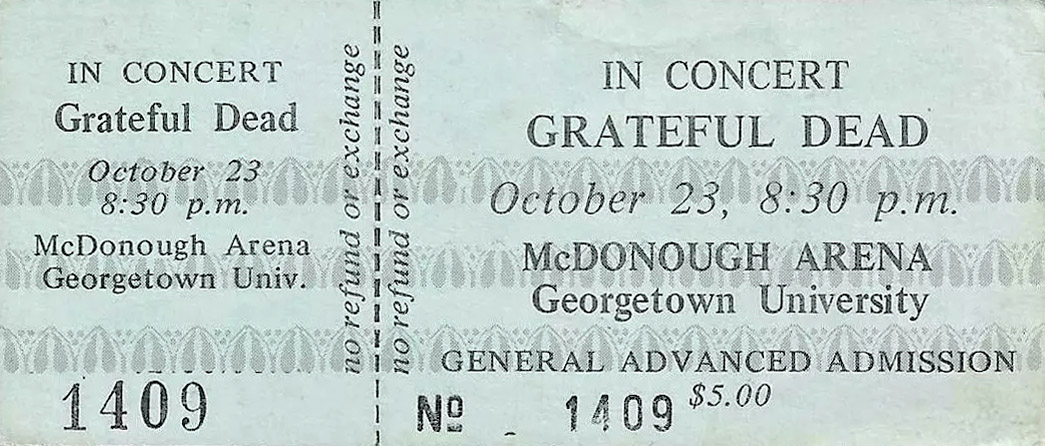 IN CONCERT
Grateful Dead
October 23
8:30 p.m.
McDonough Arena
Georgetown Univ.
1409
no refund or exchange
no refund or exchange
IN CONCERT
GRATEFUL DEAD
October 23, 8:30 p.m.
McDONOUGH ARENA
Georgetown University
GENERAL ADVANCED ADMISSION
$5.00
Nº 1409